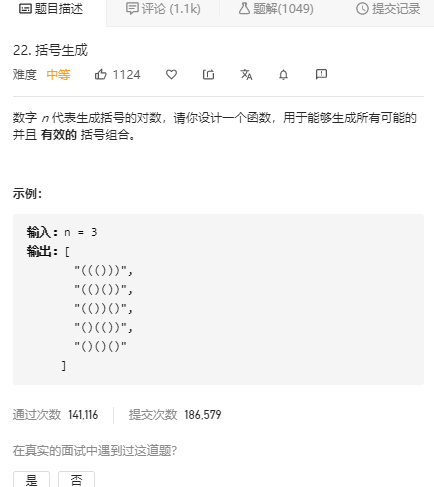 题目描述 评论 (1.1k) 题解(1049) 提交记录
22. 括号生成
难度 中等 1124
数字 n 代表生成括号的对数，请你设计一个函数，用于能够生成所有可能的
并且 有效的 括号组合。
示例：
输入：n = 3
输出：[
"((()))",
"(()())",
"(())()",
"()(())",
"()()()"
]
通过次数 141,116 提交次数 186,579
在真实的面试中遇到过这道题？
是 否